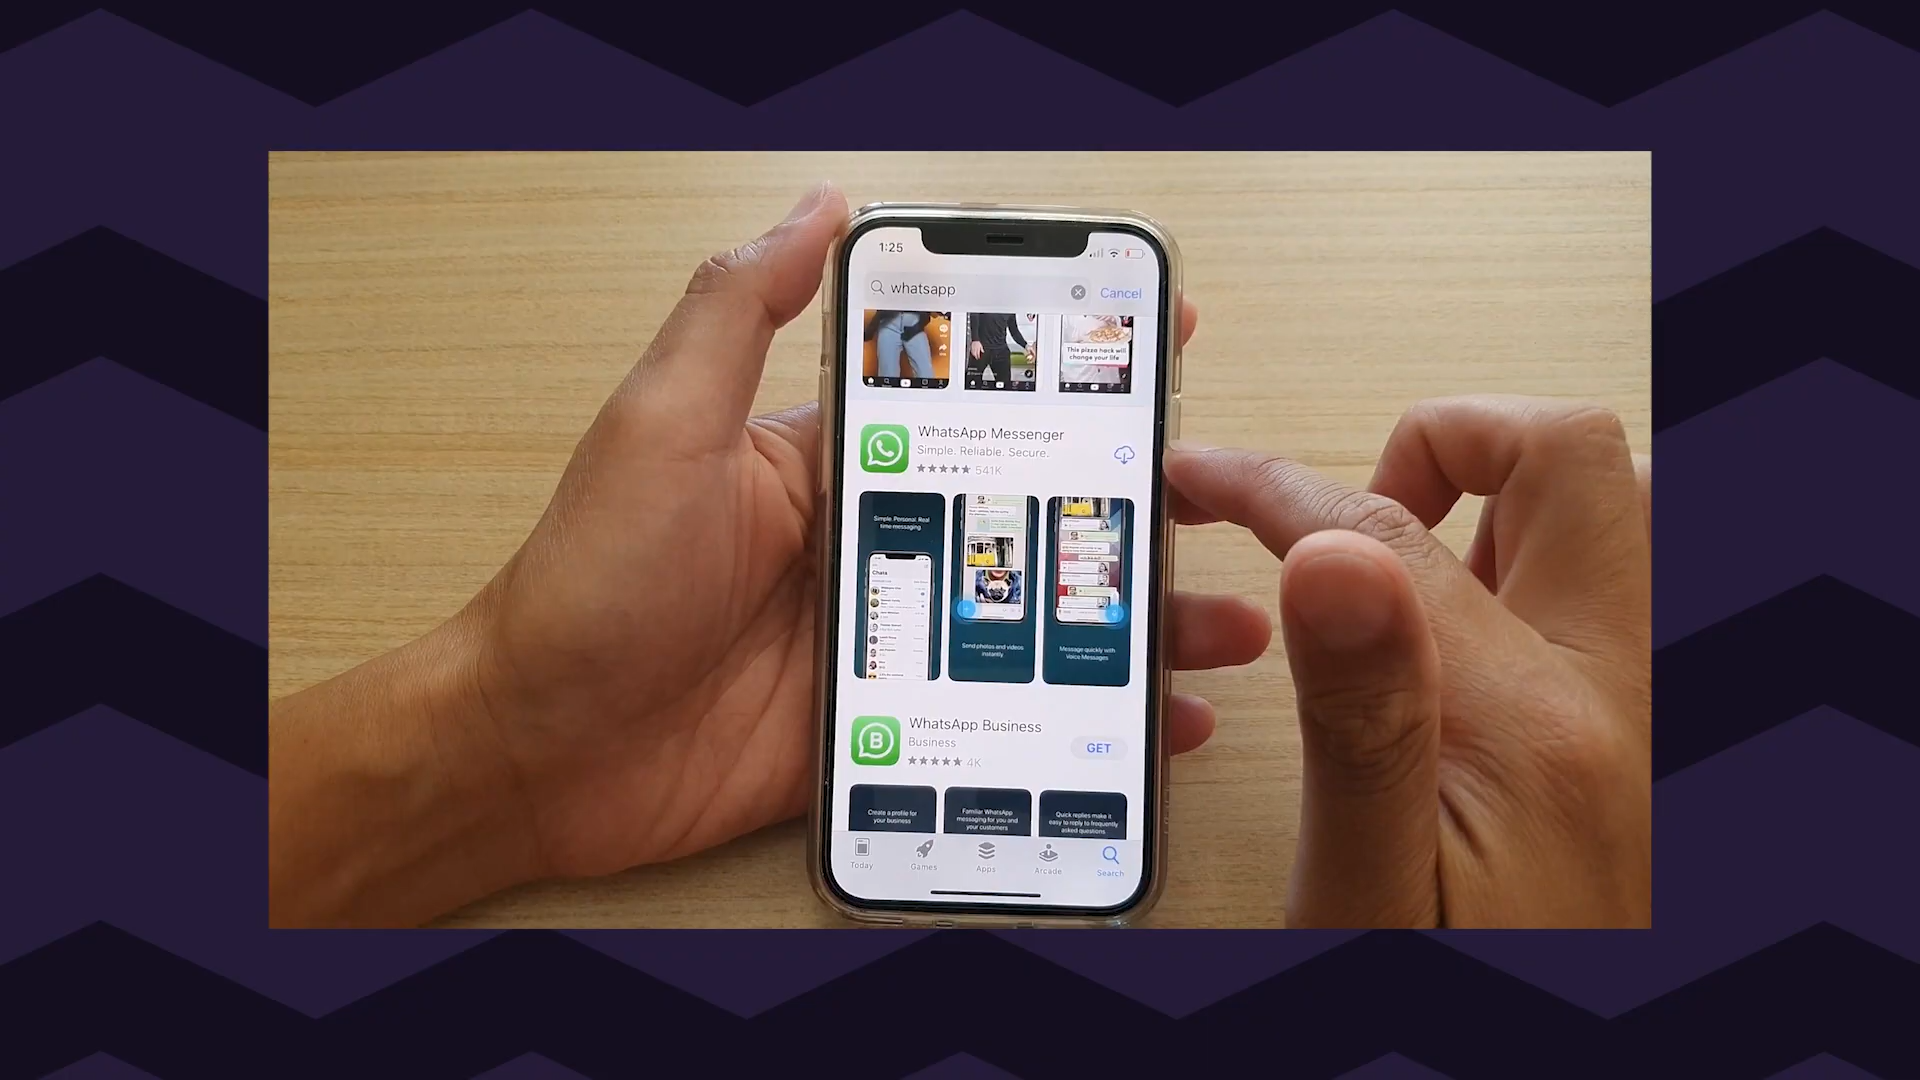 1:25
whatsapp
Cancel
This pizza hack will
change your life
WhatsApp Messenger
Simple. Reliable. Secure.
541K
Simple. Personal. Real
time messaging.
Chats
Send photos and videos
instantly.
Message quickly with
Voice Messages
WhatsApp Business
B
Business
GET
4K
Create a profile for
your business
Familiar WhatsApp
messaging for you and
your customers
Quick replies make it
easy to reply to frequently
asked questions
Today
Games
Apps
Arcade
Search